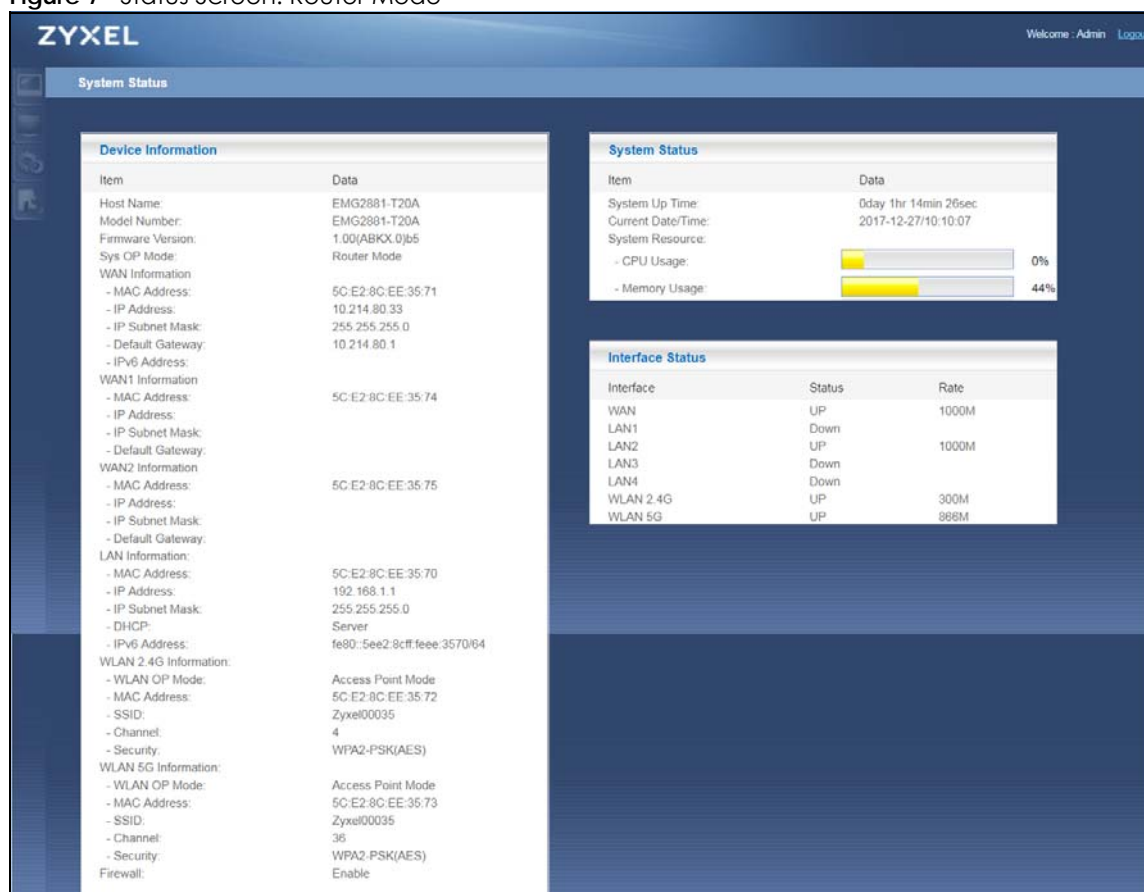 Figure 7 Status Screen: Router Mode
ZYXEL
Welcome : Admin Logou
System Status
Device Information
Item Data
Host Name: EMG2881-T20A
Model Number: EMG2881-T20A
Firmware Version: 1.00(ABKX.0)b5
Sys OP Mode: Router Mode
WAN Information
- MAC Address: 5C:E2:8C:EE:35:71
- IP Address: 10.214.80.33
- IP Subnet Mask: 255.255.255.0
- Default Gateway: 10.214.80.1
- IPv6 Address:
WAN1 Information
- MAC Address: 5C:E2:8C:EE:35:74
- IP Address:
- IP Subnet Mask:
- Default Gateway:
WAN2 Information
- MAC Address: 5C:E2:8C:EE:35:75
- IP Address:
- IP Subnet Mask:
- Default Gateway:
LAN Information:
- MAC Address: 5C:E2:8C:EE:35:70
- IP Address: 192.168.1.1
- IP Subnet Mask: 255.255.255.0
- DHCP: Server
- IPv6 Address: fe80::5ee2:8cff:feee:3570/64
WLAN 2.4G Information:
- WLAN OP Mode: Access Point Mode
- MAC Address: 5C:E2:8C:EE:35:72
- SSID: Zyxel00035
- Channel: 4
- Security: WPA2-PSK(AES)
WLAN 5G Information:
- WLAN OP Mode: Access Point Mode
- MAC Address: 5C:E2:8C:EE:35:73
- SSID: Zyxel00035
- Channel: 36
- Security: WPA2-PSK(AES)
Firewall: Enable
System Status
Item Data
System Up Time: 0day 1hr 14min 26sec
Current Date/Time: 2017-12-27/10:10:07
System Resource:
- CPU Usage: 0%
- Memory Usage: 44%
Interface Status
Interface Status Rate
WAN UP 1000M
LAN1 Down
LAN2 UP 1000M
LAN3 Down
LAN4 Down
WLAN 2.4G UP 300M
WLAN 5G UP 866M